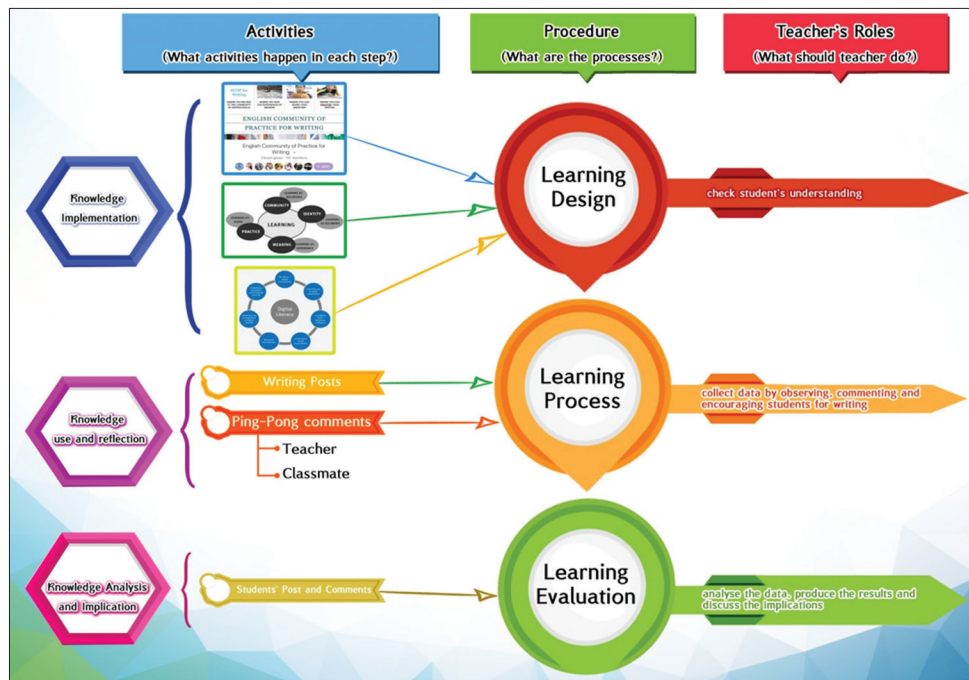 Activities
(What activities happen in each step?)
Procedure
(What are the processes?)
Teacher's Roles
(What should teacher do?)
Knowledge
Implementation
ENGLISH COMMUNITY OF
PRACTICE FOR WRITING
English Community of Practice for
Writing
COMMUNITY
IDENTITY
LEARNING
PRACTICE
MEANING
Digital
Literacy
Learning
Design
check student's understanding
Knowledge
use and reflection
Writing Posts
Ping-Pong comments
Teacher
Classmate
Learning
Process
collect data by observing, commenting and
encouraging students for writing
Knowledge Analysis
and Implication
Students' Post and Comments
Learning
Evaluation
analyse the data, produce the results and
discuss the implications